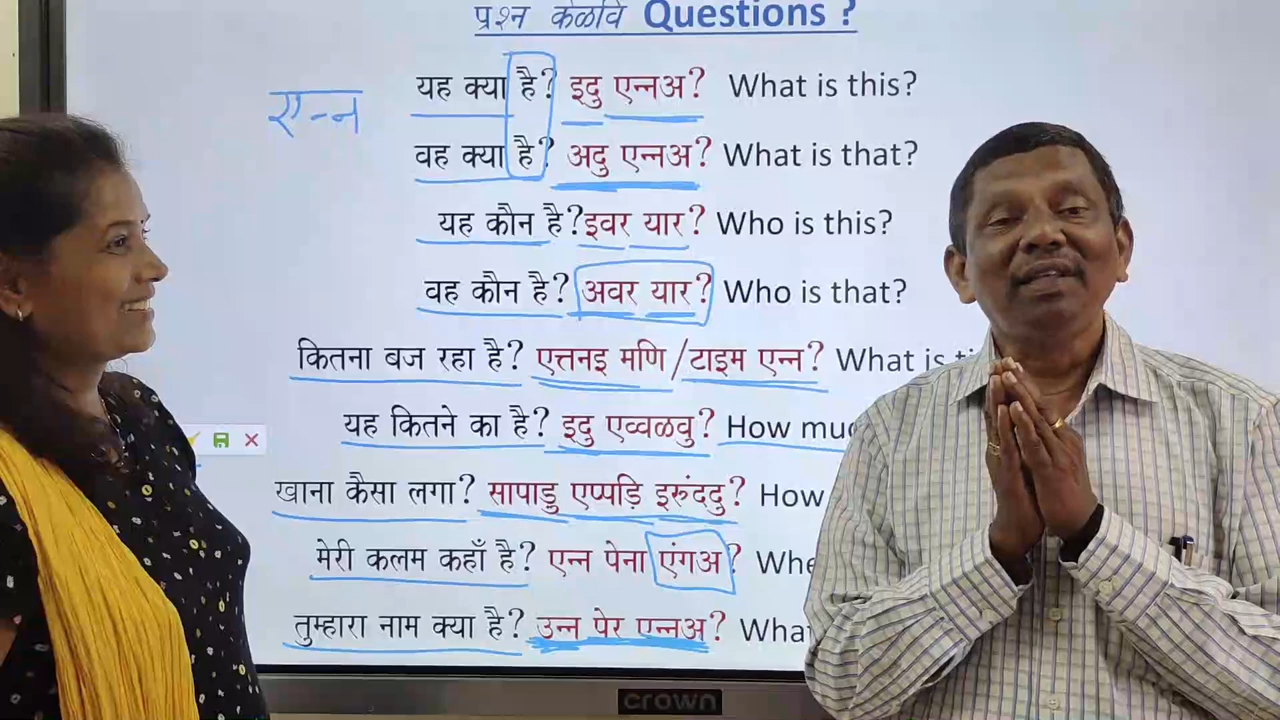 प्रश्न केळवि Questions ?
एन्न
यह क्या है? इदु एन्नअ? What is this?
वह क्या है? अदु एन्नअ? What is that?
यह कौन है? इवर यार? Who is this?
वह कौन है? अवर यार? Who is that?
कितना बज रहा है? एत्तनइ मणि /टाइम एन्न? What is
यह कितने का है? इदु एव्वळवु? How
खाना कैसा लगा? सापाडु एप्पड़ि इरुंददु? How
मेरी कलम कहाँ है? एन्न पेना एंगअ?
तुम्हारा नाम क्या है? उन्न पेर एन्नअ? What
crown